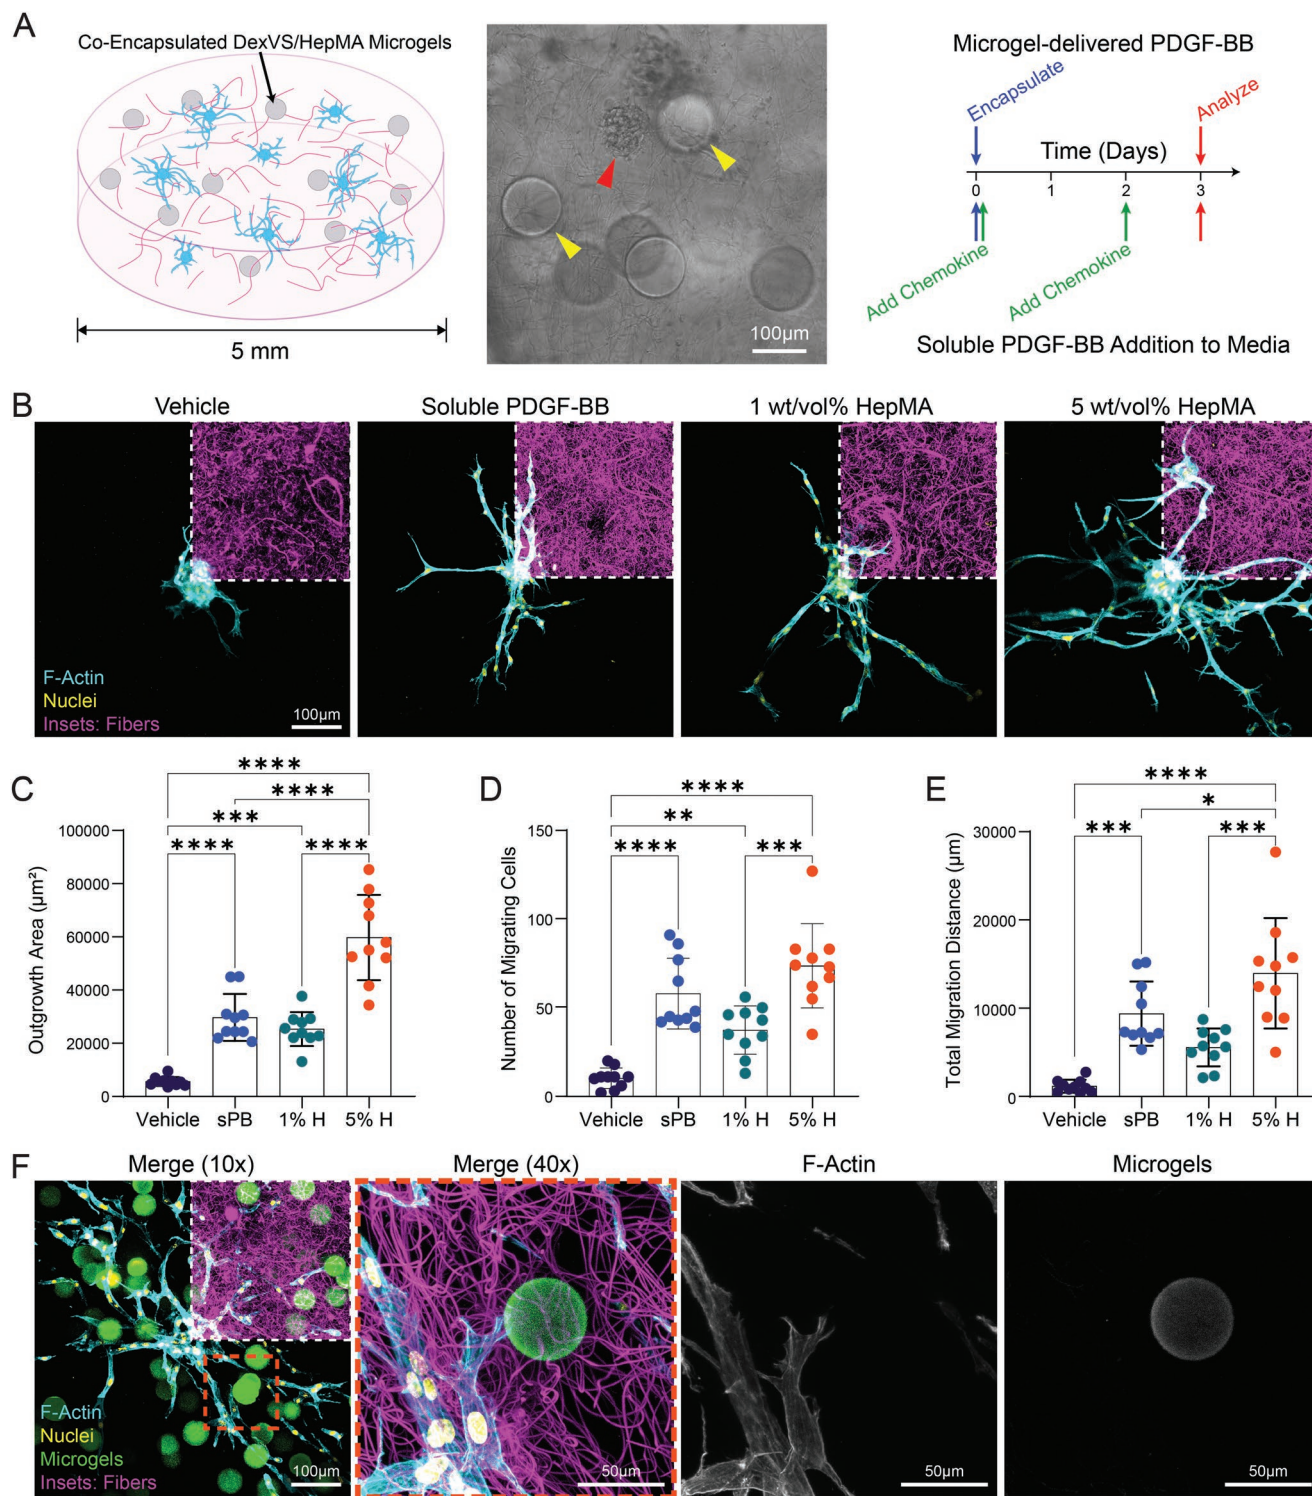 A
Co-Encapsulated DexVS/HepMA Microgels
5 mm
100µm
Microgel-delivered PDGF-BB
Encapsulate
Analyze
Time (Days)
0 1 2 3
Add Chemokine
Add Chemokine
Soluble PDGF-BB Addition to Media
B
Vehicle
Soluble PDGF-BB
1 wt/vol% HepMA
5 wt/vol% HepMA
F-Actin
Nuclei
Insets: Fibers
100µm
C
****
****
***
****
****
Outgrowth Area (µm²)
100000
80000
60000
40000
20000
0
Vehicle sPB 1% H 5% H
D
****
**
****
***
Number of Migrating Cells
150
100
50
0
Vehicle sPB 1% H 5% H
E
****
*
***
***
Total Migration Distance (µm)
30000
20000
10000
0
Vehicle sPB 1% H 5% H
F
Merge (10x)
Merge (40x)
F-Actin
Microgels
F-Actin
Nuclei
Microgels
Insets: Fibers
100µm
50µm
50µm
50µm